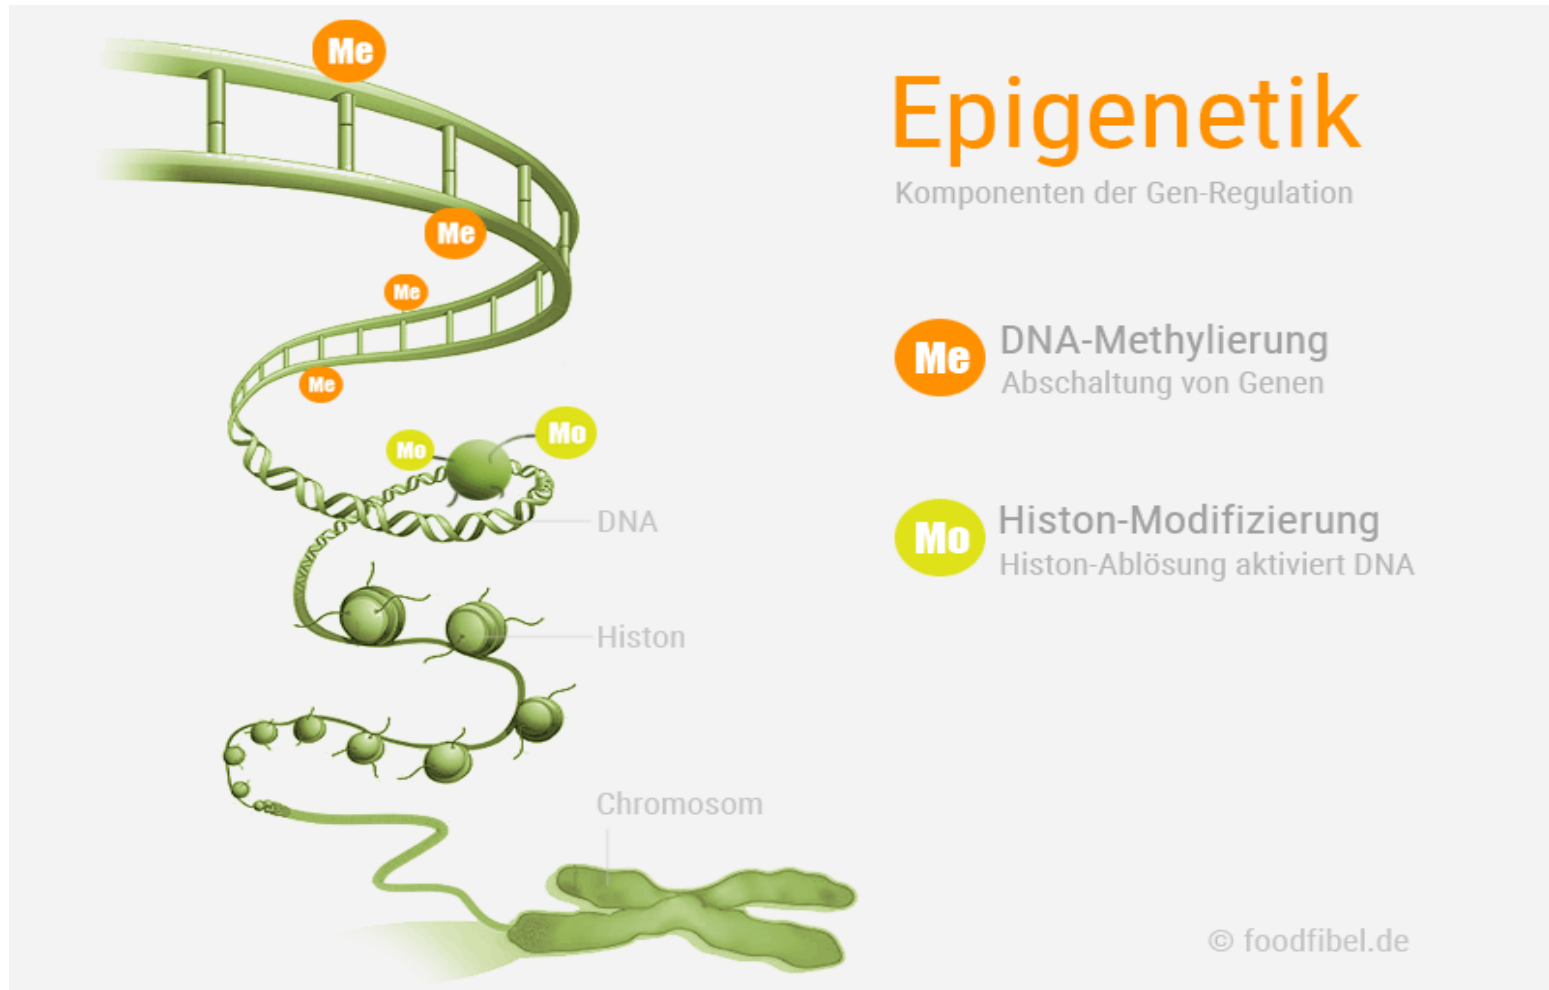 Epigenetik
Komponenten der Gen-Regulation
Me
Me
Me
Me
Me DNA-Methylierung
Abschaltung von Genen
Mo
Mo
Mo Histon-Modifizierung
Histon-Ablösung aktiviert DNA
DNA
Histon
Chromosom
© foodfibel.de